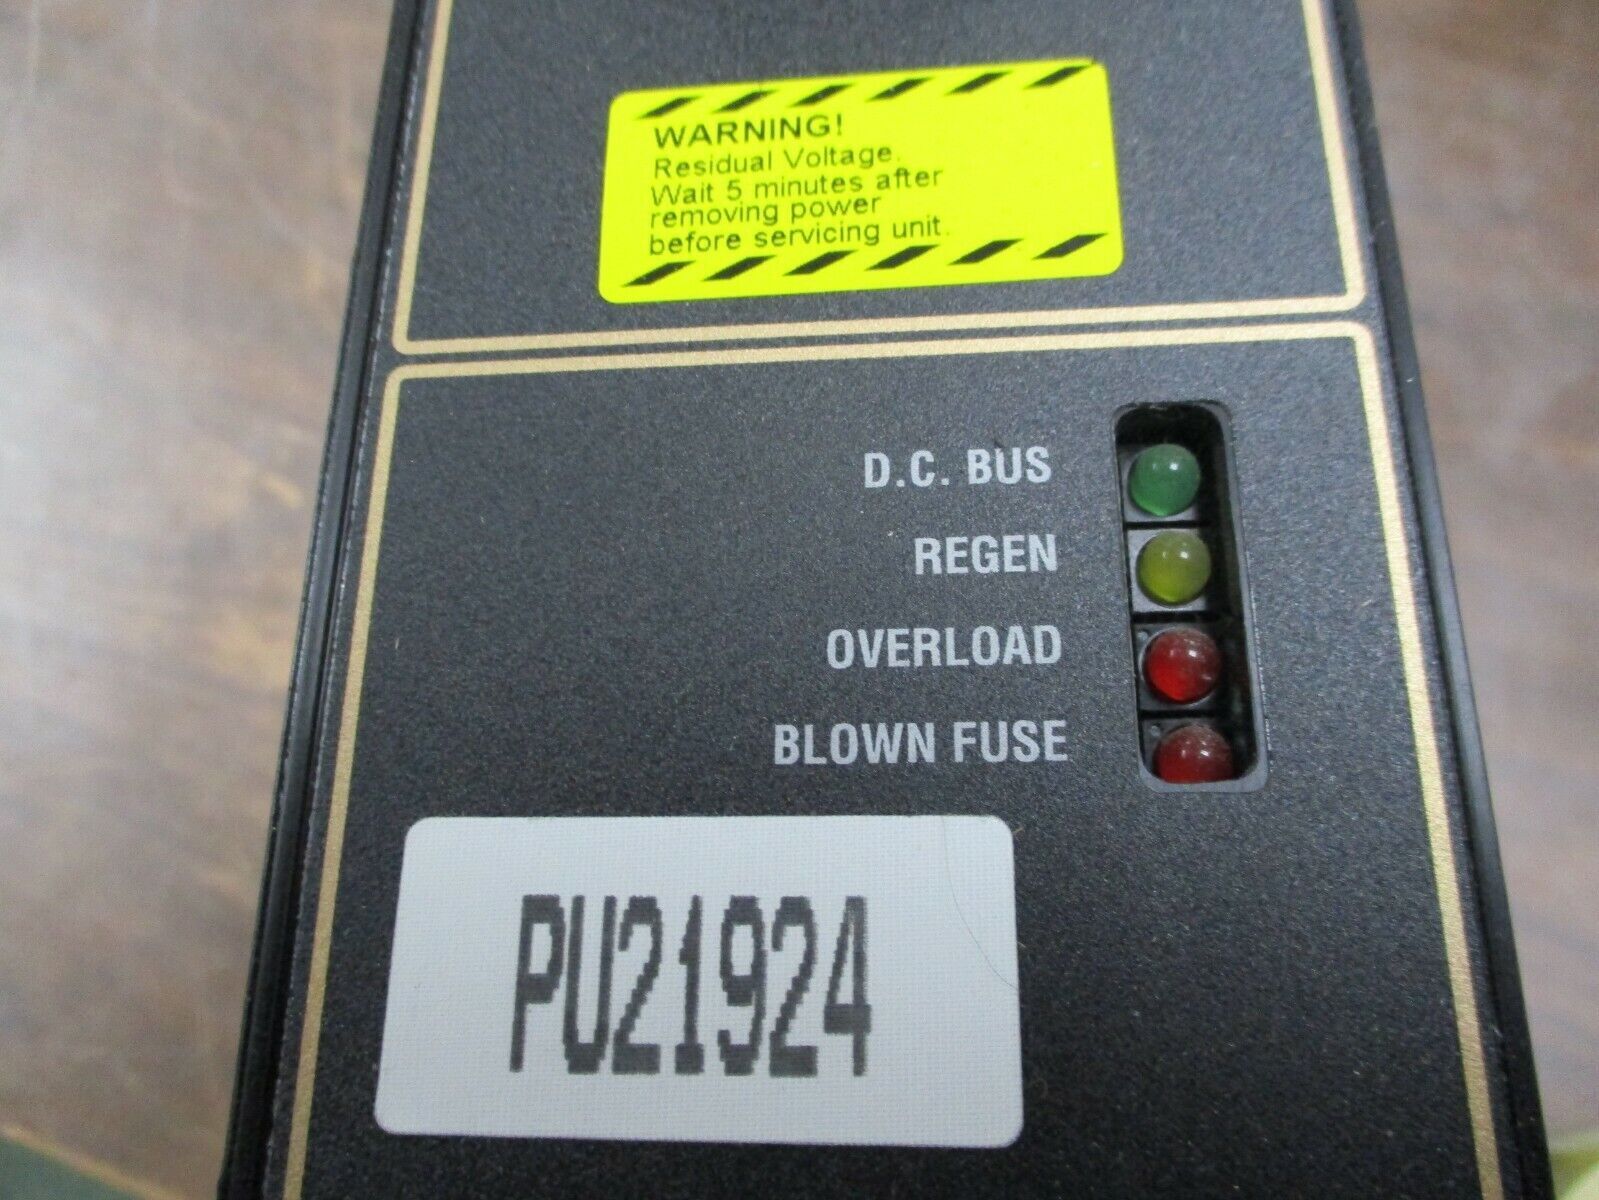 WARNING!
Residual Voltage.
Wait 5 minutes after
removing power
before servicing unit.
D.C. BUS
REGEN
OVERLOAD
BLOWN FUSE
PU21924